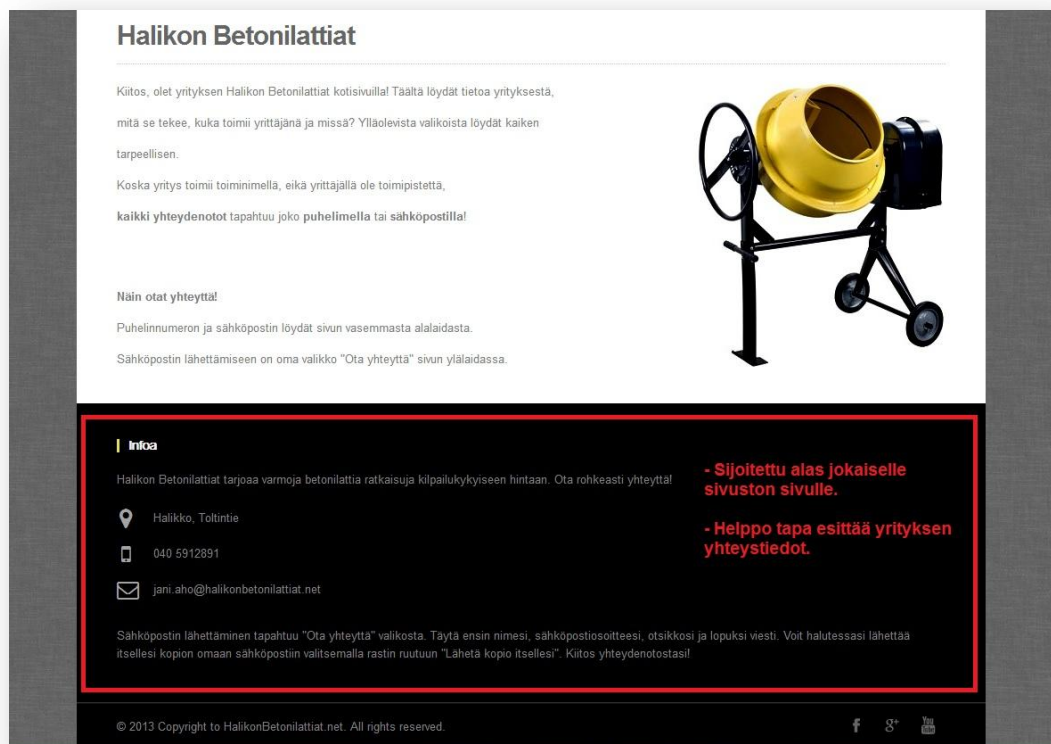 Halikon Betonilattiat
Kiitos, olet yrityksen Halikon Betonilattiat kotisivuilla! Täältä löydät tietoa yrityksestä,
mitä se tekee, kuka toimii yrittäjänä ja missä? Ylläolevista valikoista löydät kaiken
tarpeellisen.
Koska yritys toimii toiminimellä, eikä yrittäjällä ole toimipistettä,
kaikki yhteydenotot tapahtuu joko puhelimella tai sähköpostilla!
Näin otat yhteyttä!
Puhelinnumeron ja sähköpostin löydät sivun vasemmasta alalaidasta.
Sähköpostin lähettämiseen on oma valikko "Ota yhteyttä" sivun ylälaidassa.
Infoa
Halikon Betonilattiat tarjoaa varmoja betonilattia ratkaisuja kilpailukykyiseen hintaan. Ota rohkeasti yhteyttä!
Halikko, Toltintie
040 5912891
jani.aho@halikonbetonilattiat.net
- Sijoitettu alas jokaiselle
sivuston sivulle.
- Helppo tapa esittää yrityksen
yhteystiedot.
Sähköpostin lähettäminen tapahtuu "Ota yhteyttä" valikosta. Täytä ensin nimesi, sähköpostiosoitteesi, otsikkosi ja lopuksi viesti. Voit halutessasi lähettää
itsellesi kopion omaan sähköpostiin valitsemalla rastin ruutuun "Lähetä kopio itsellesi". Kiitos yhteydenotostasi!
© 2013 Copyright to HalikonBetonilattiat.net. All rights reserved.
f g+ You Tube